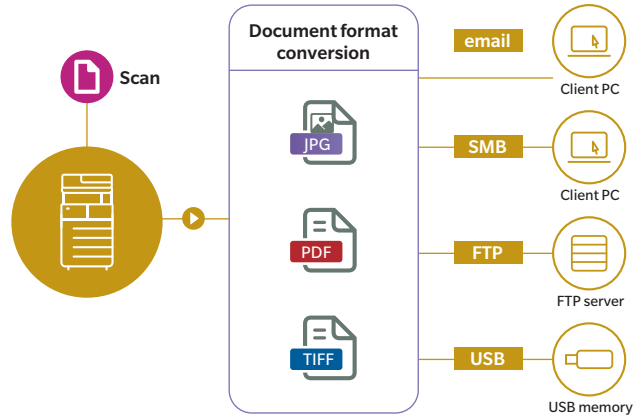 Scan
Document format
conversion
JPG
PDF
TIFF
email
Client PC
SMB
Client PC
FTP
FTP server
USB
USB memory